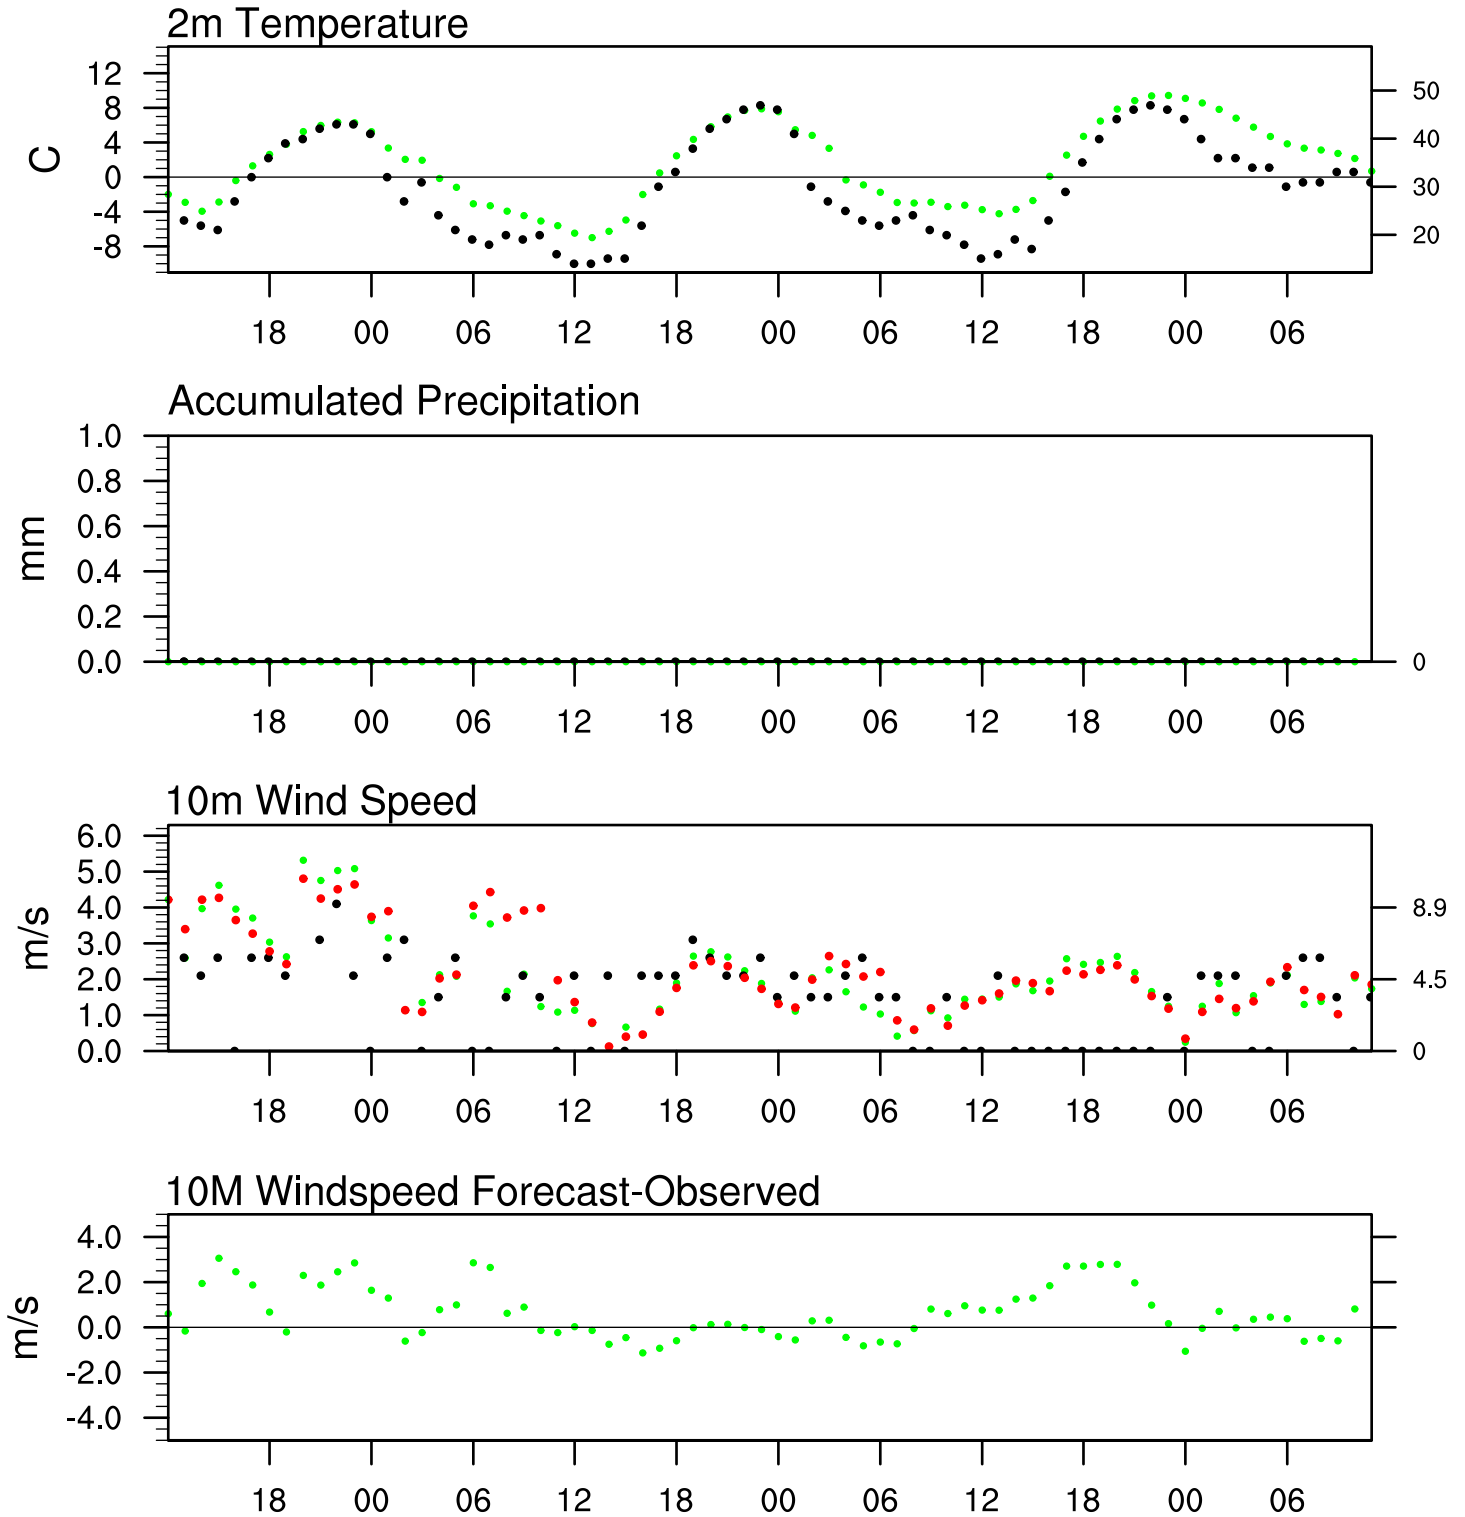 2m Temperature
12
8
4
0
-4
-8
C
50
40
30
20
18 00 06 12 18 00 06 12 18 00 06
Accumulated Precipitation
1.0
0.8
0.6
0.4
0.2
0.0
mm
0
18 00 06 12 18 00 06 12 18 00 06
10m Wind Speed
6.0
5.0
4.0
3.0
2.0
1.0
0.0
m/s
8.9
4.5
0
18 00 06 12 18 00 06 12 18 00 06
10M Windspeed Forecast-Observed
4.0
2.0
0.0
-2.0
-4.0
m/s
18 00 06 12 18 00 06 12 18 00 06